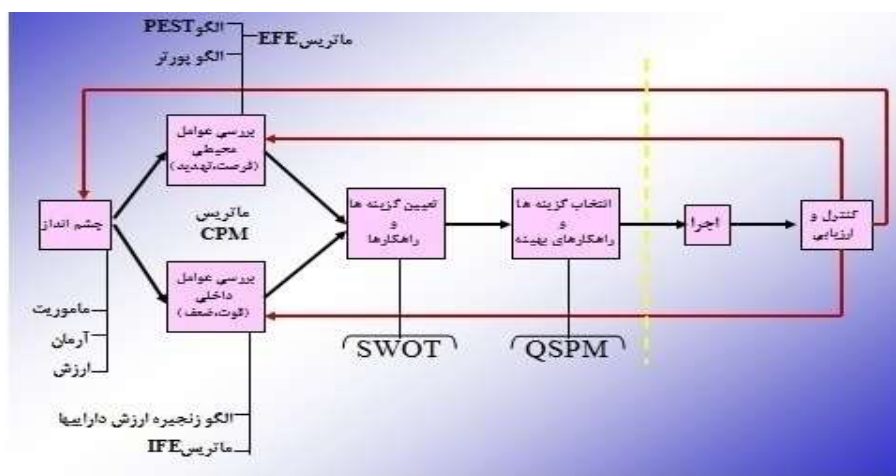 الگو PEST
ماتریس EFE
الگو پورتر
بررسی عوامل
محیطی
(فرصت،تهدید)
چشم انداز
ماتریس
CPM
تعیین گزینه ها
و
راهکارها
انتخاب گزینه ها
و
راهکارهای بهینه
اجرا
کنترل و
ارزیابی
بررسی عوامل
داخلی
(قوت،ضعف)
ماموریت
آرمان
ارزش
SWOT
QSPM
الگو زنجیره ارزش داراییها
ماتریس IFE